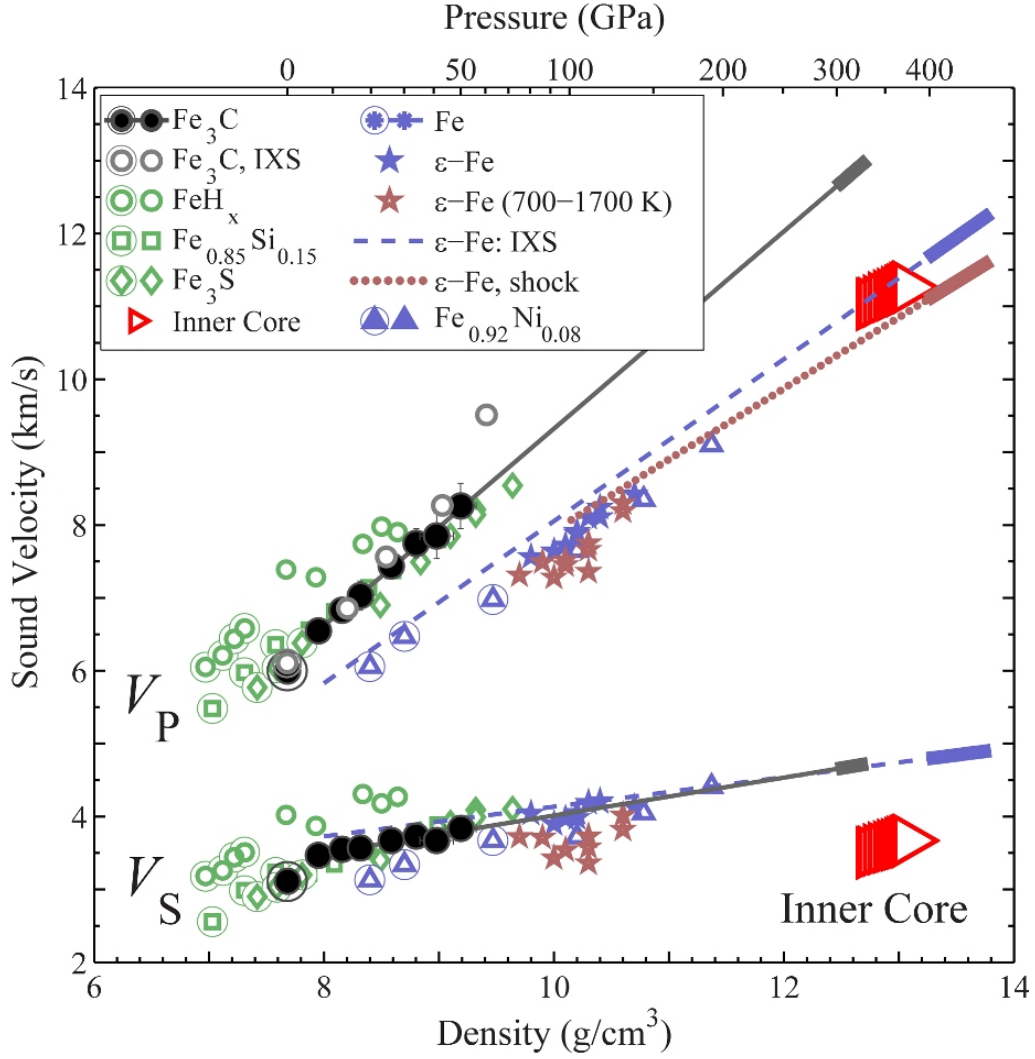 Pressure (GPa)
0 50 100 200 300 400
14
12
10
8
6
4
2
Sound Velocity (km/s)
Fe₃C
Fe₃C, IXS
FeHₓ
Fe₀.₈₅Si₀.₁₅
Fe₃S
Inner Core
Fe
ε−Fe
ε−Fe (700−1700 K)
ε−Fe: IXS
ε−Fe, shock
Fe₀.₉₂Ni₀.₀₈
V_P
V_S
Inner Core
6 8 10 12 14
Density (g/cm³)